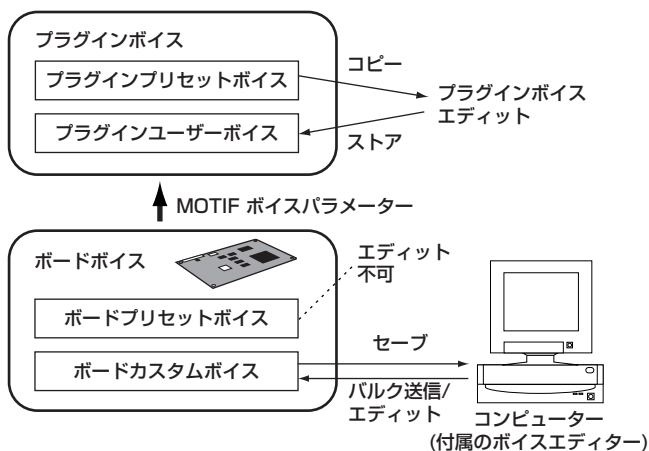 プラグインボイス
プラグインプリセットボイス
プラグインユーザーボイス
コピー
プラグインボイス
エディット
ストア
MOTIF ボイスパラメーター
ボードボイス
エディット
不可
ボードプリセットボイス
ボードカスタムボイス
セーブ
バルク送信/
エディット
コンピューター
(付属のボイスエディター)